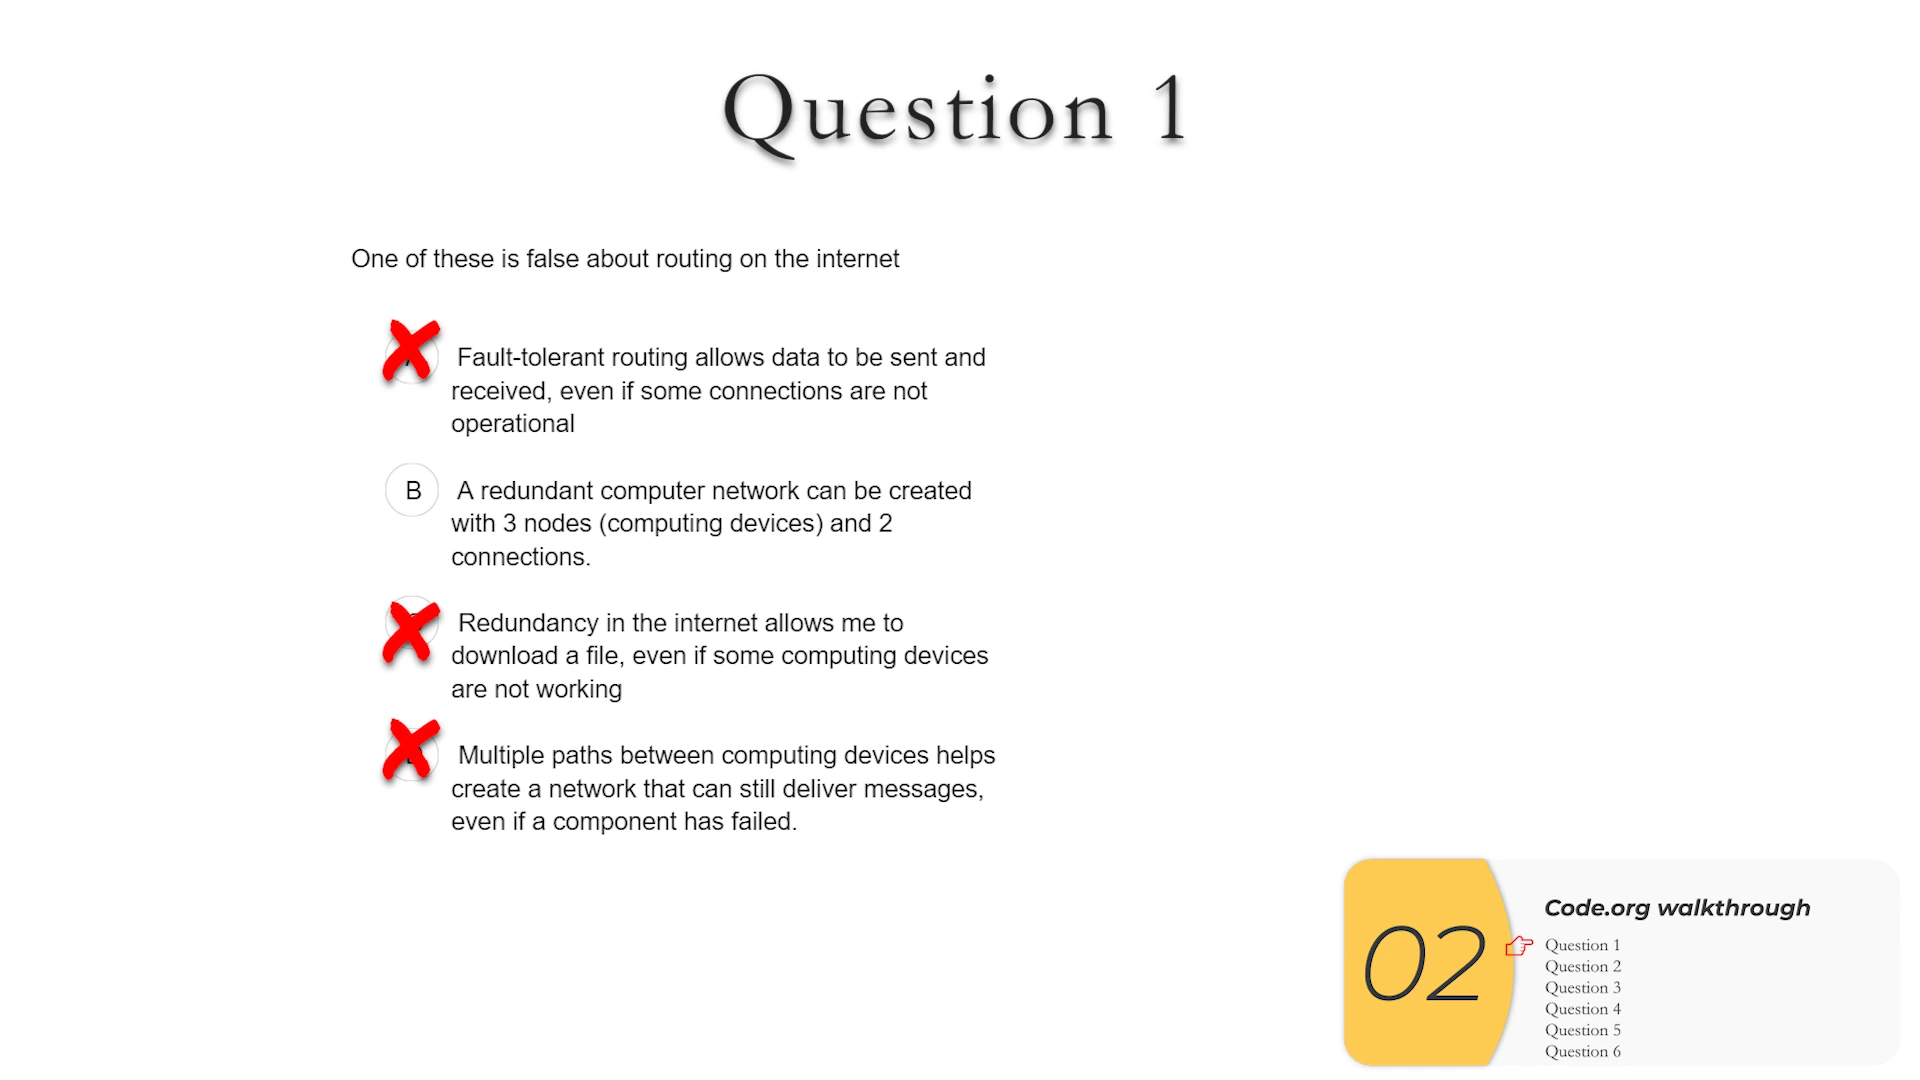 Question 1
One of these is false about routing on the internet
Fault-tolerant routing allows data to be sent and
received, even if some connections are not
operational
B A redundant computer network can be created
with 3 nodes (computing devices) and 2
connections.
Redundancy in the internet allows me to
download a file, even if some computing devices
are not working
Multiple paths between computing devices helps
create a network that can still deliver messages,
even if a component has failed.
02
Code.org walkthrough
Question 1
Question 2
Question 3
Question 4
Question 5
Question 6